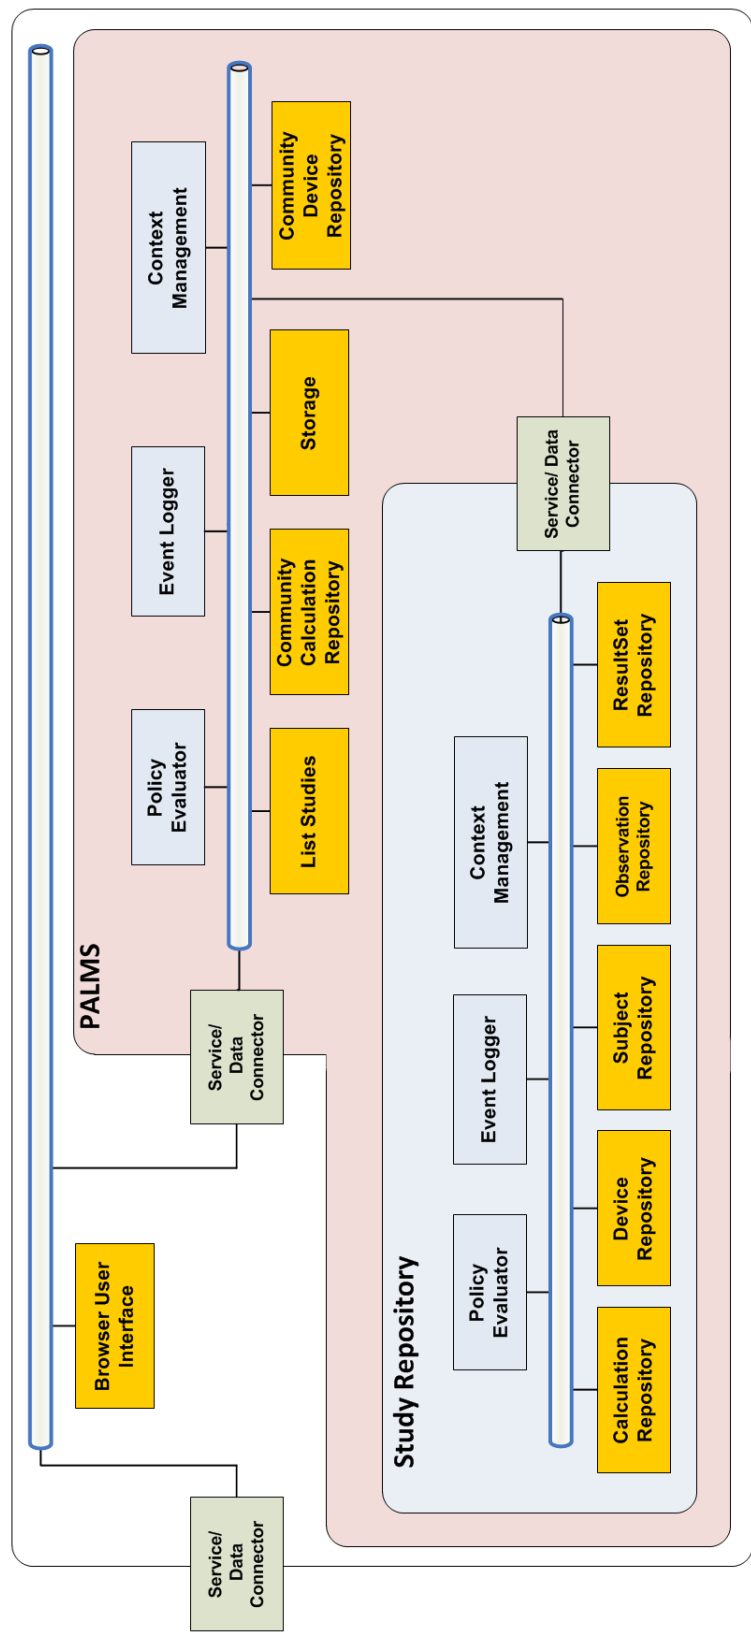 Service/
Data
Connector
Browser User
Interface
Service/
Data
Connector
PALMS
Policy
Evaluator
Event Logger
Context
Management
List Studies
Community
Calculation
Repository
Storage
Community
Device
Repository
Study Repository
Policy
Evaluator
Event Logger
Context
Management
Service/ Data
Connector
Calculation
Repository
Device
Repository
Subject
Repository
Observation
Repository
ResultSet
Repository